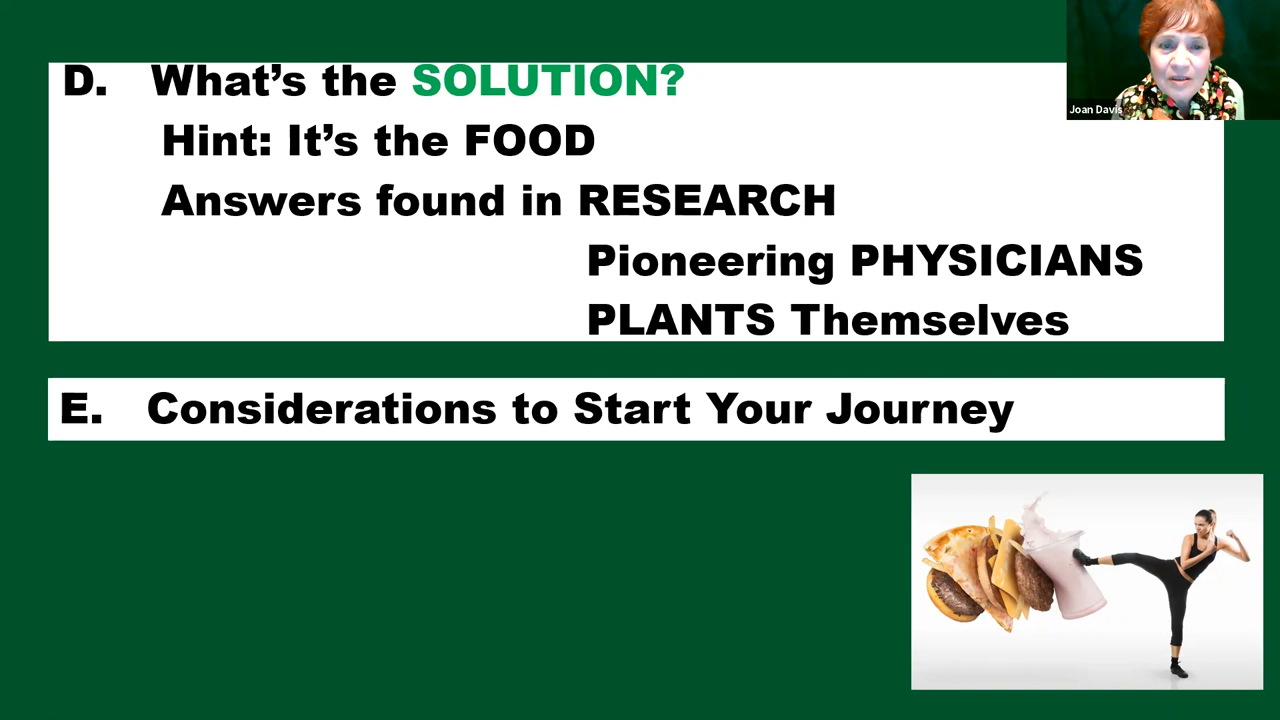 D. What's the SOLUTION?
Hint: It's the FOOD
Answers found in RESEARCH
Pioneering PHYSICIANS
PLANTS Themselves
E. Considerations to Start Your Journey
Joan Davis